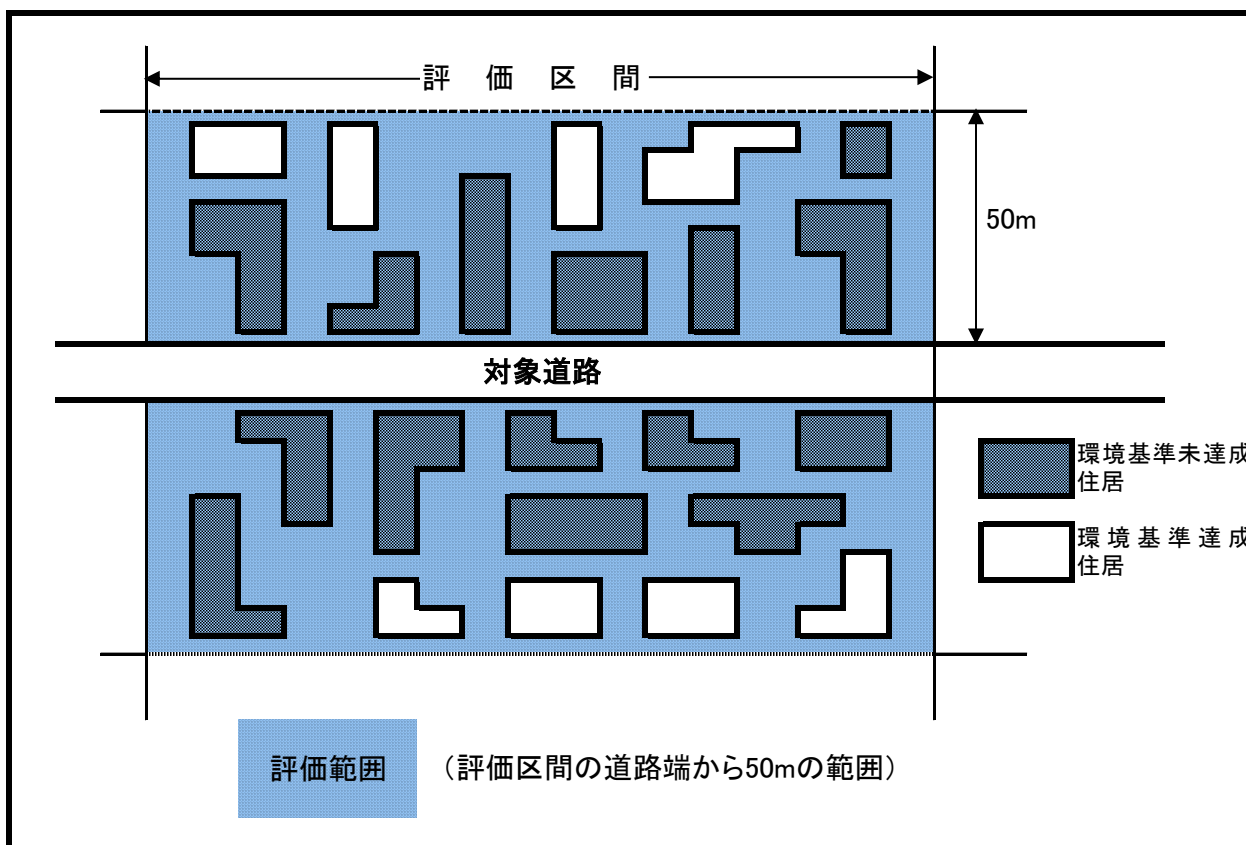 評価区間
50m
対象道路
環境基準未達成
住居
環境基準達成
住居
評価範囲 （評価区間の道路端から50mの範囲）